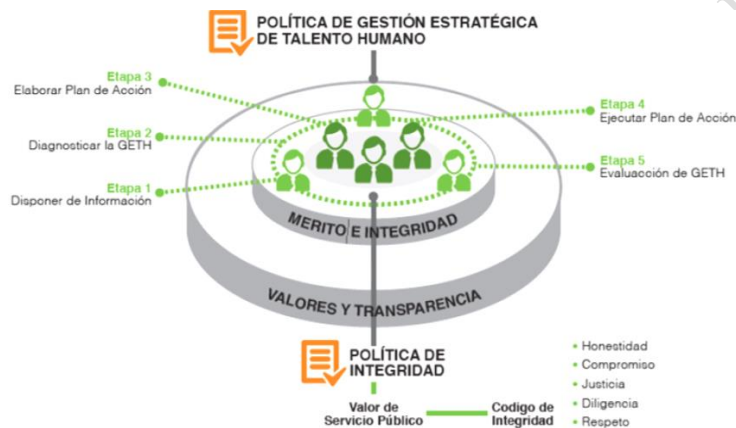 POLÍTICA DE GESTIÓN ESTRATÉGICA
DE TALENTO HUMANO
Etapa 3
Elaborar Plan de Acción
Etapa 2
Diagnosticar la GETH
Etapa 1
Disponer de Información
Etapa 4
Ejecutar Plan de Acción
Etapa 5
Evaluacción de GETH
MERITO E INTEGRIDAD
VALORES Y TRANSPARENCIA
POLÍTICA DE
INTEGRIDAD
Valor de
Servicio Público
Codigo de
Integridad
• Honestidad
• Compromiso
• Justicia
• Diligencia
• Respeto